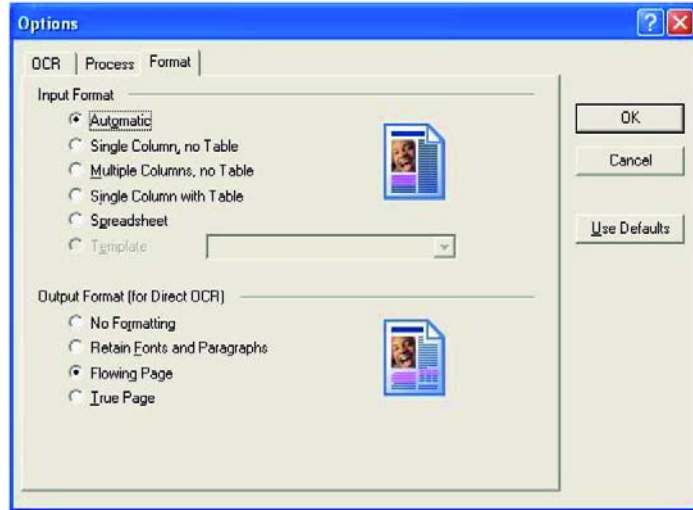 Options
OCR
Process
Format
Input Format
Automatic
Single Column, no Table
Multiple Columns, no Table
Single Column with Table
Spreadsheet
Template
Output Format (for Direct OCR)
No Formatting
Retain Fonts and Paragraphs
Flowing Page
True Page
OK
Cancel
Use Defaults